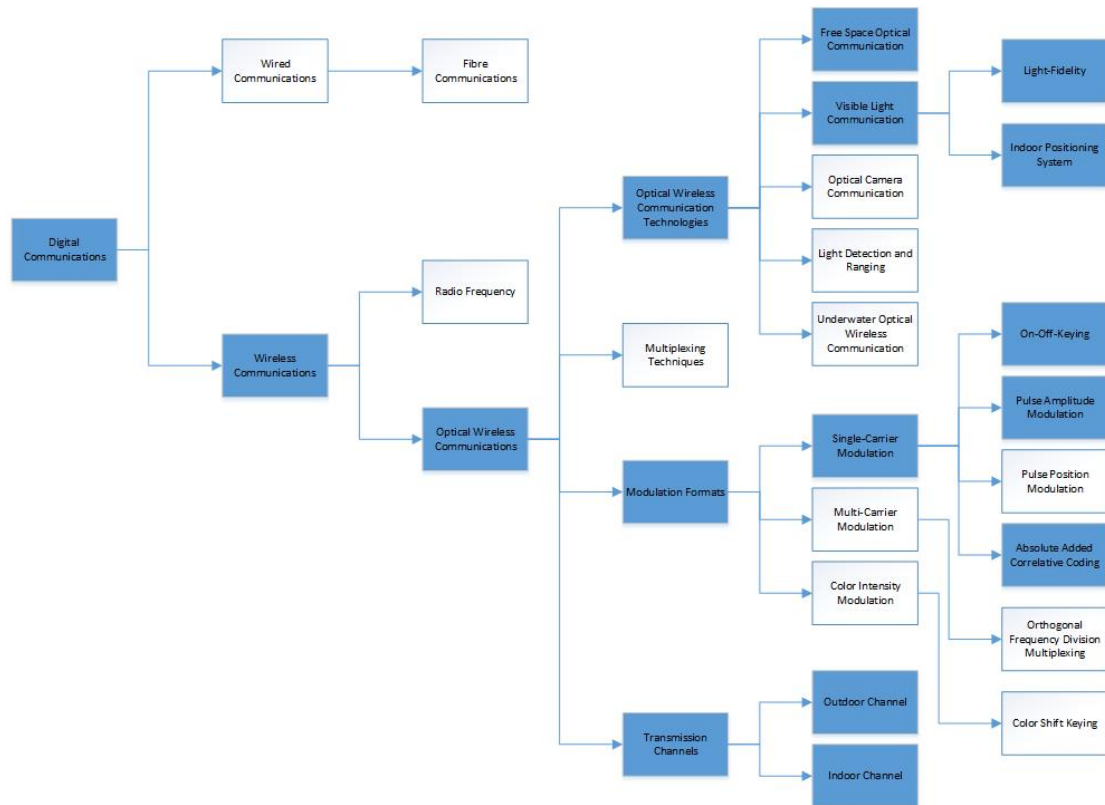 Free Space Optical
Communication
Wired
Communications
Fibre
Communications
Light-Fidelity
Visible Light
Communication
Indoor Positioning
System
Optical Camera
Communication
Optical Wireless
Communication
Technologies
Digital
Communications
Light Detection and
Ranging
Radio Frequency
Underwater Optical
Wireless
Communication
On-Off-Keying
Wireless
Communications
Multiplexing
Techniques
Pulse Amplitude
Modulation
Optical Wireless
Communications
Single-Carrier
Modulation
Pulse Position
Modulation
Modulation Formats
Multi-Carrier
Modulation
Absolute Added
Correlative Coding
Color Intensity
Modulation
Orthogonal
Frequency Division
Multiplexing
Outdoor Channel
Color Shift Keying
Transmission
Channels
Indoor Channel